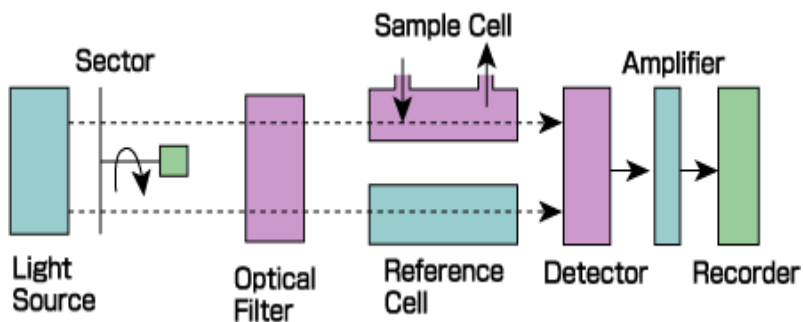 Sample Cell
Sector
Amplifier
Light
Source
Optical
Filter
Reference
Cell
Detector
Recorder